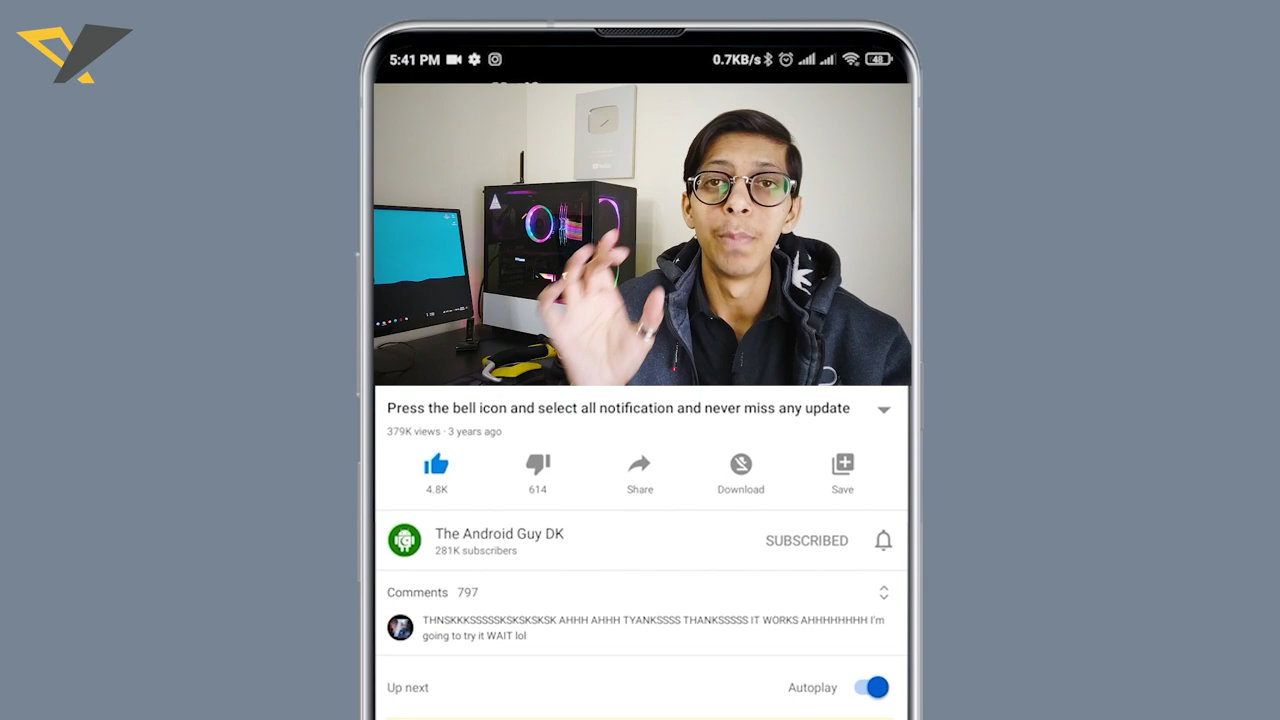 5:41 PM
0.7KB/s
48
Press the bell icon and select all notification and never miss any update
379K views · 3 years ago
4.8K
614
Share
Download
Save
The Android Guy DK
281K subscribers
SUBSCRIBED
Comments 797
THNSKKKSSSSSKSKSKSKSK AHHH AHHH TYANKSSSS THANKSSSSS IT WORKS AHHHHHHHH I'm
going to try it WAIT lol
Up next
Autoplay